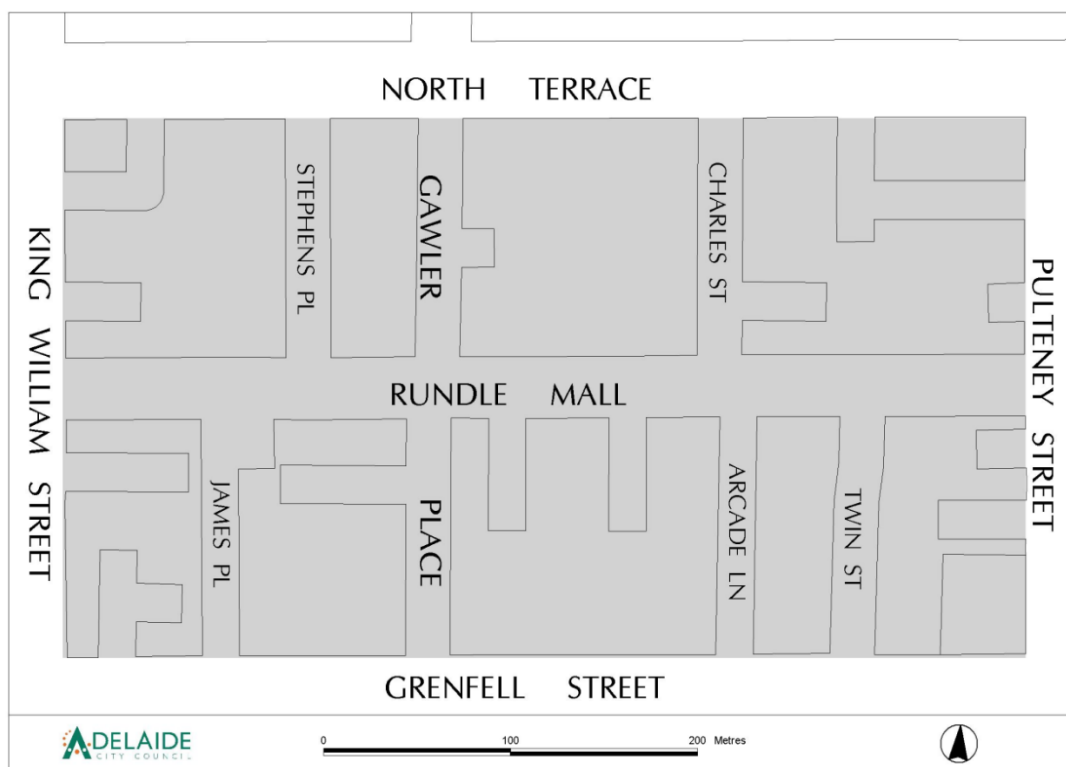 NORTH TERRACE
STEPHENS PL
GAWLER
CHARLES ST
KING WILLIAM STREET
PULTENEY STREET
RUNDLE MALL
JAMES PL
PLACE
ARCADE LN
TWIN ST
GRENFELL STREET
ADELAIDE
CITY COUNCIL
0 100 200 Metres